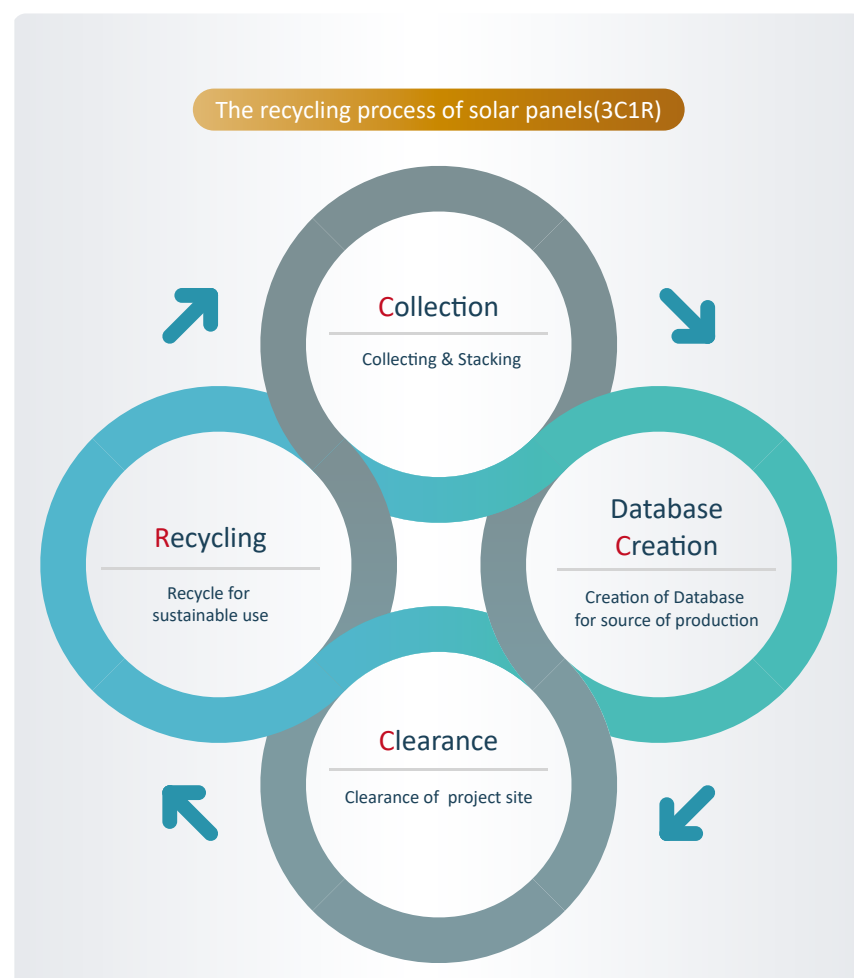 The recycling process of solar panels(3C1R)
Collection
Collecting & Stacking
Database
Creation
Creation of Database
for source of production
Recycling
Recycle for
sustainable use
Clearance
Clearance of  project site